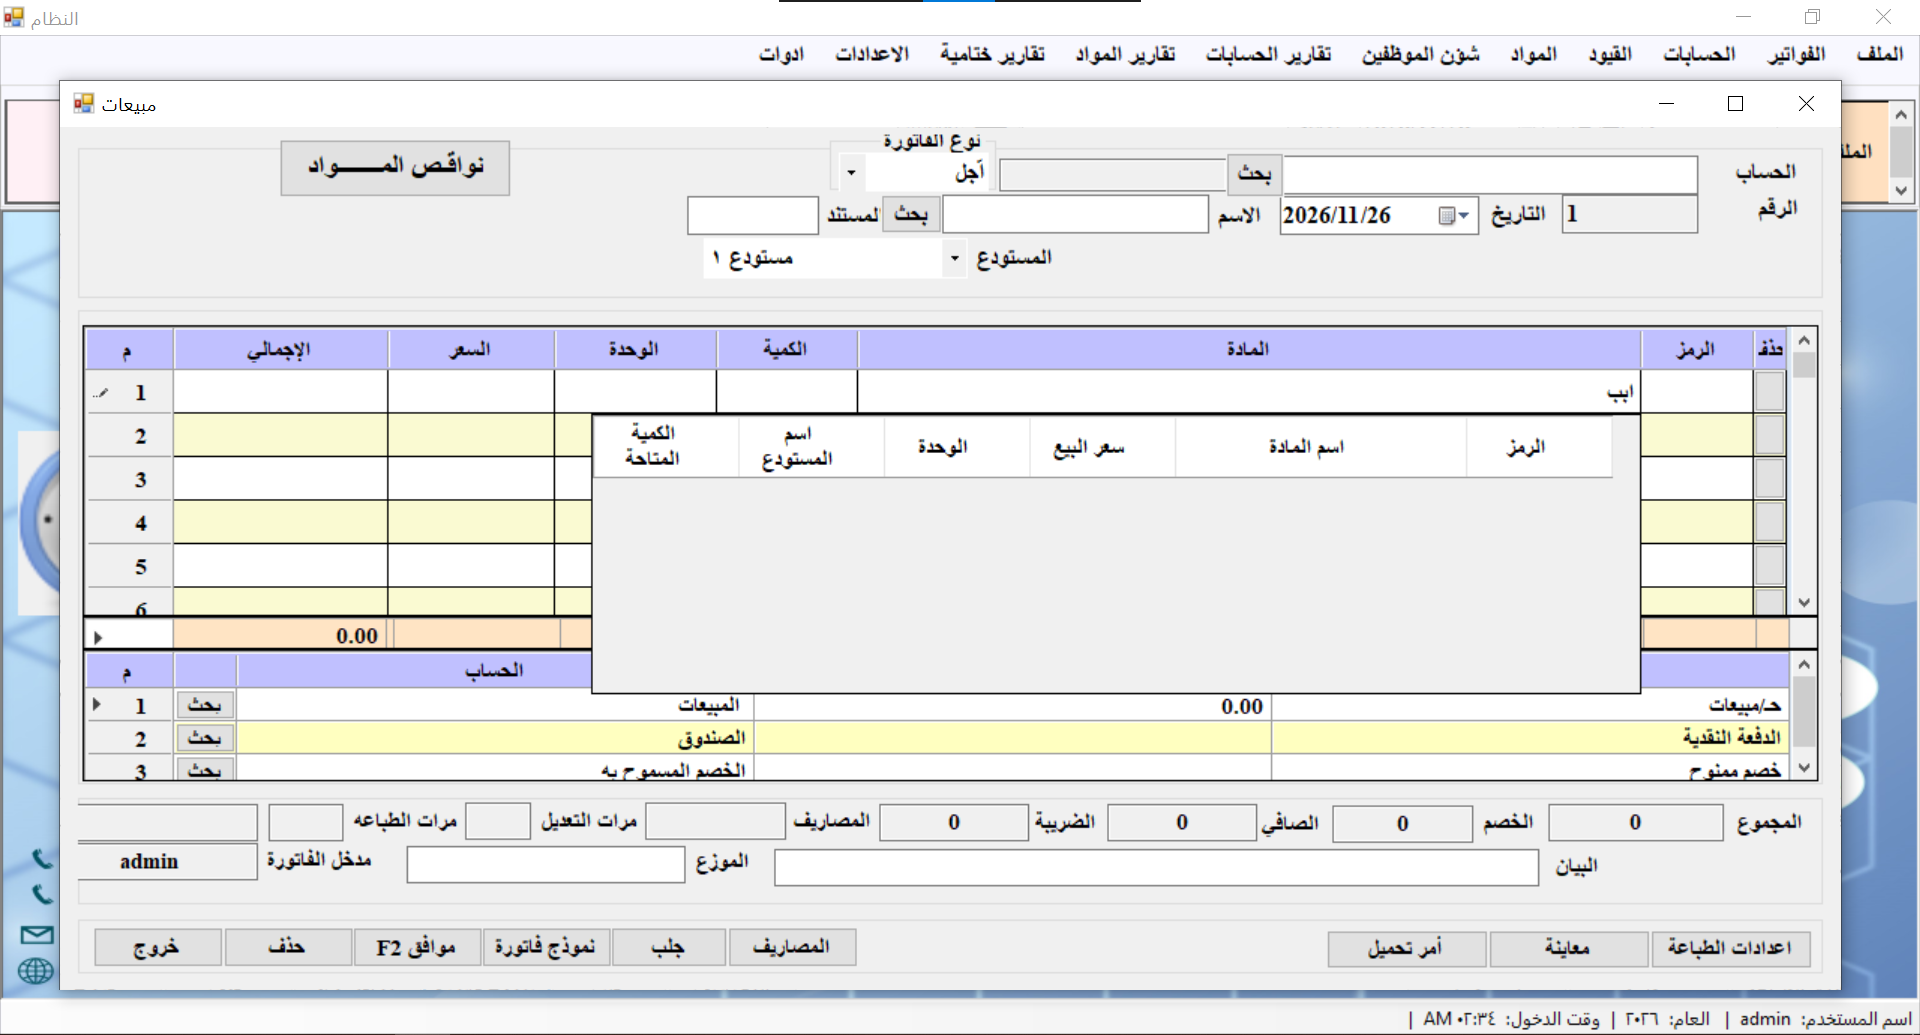 النظام
الملف الفواتير القيود الحسابات المواد شؤن الموظفين تقارير الحسابات تقارير المواد تقارير ختامية الاعدادات ادوات
مبيعات
الحساب بحث نوع الفاتورة آجل نواقص المـــــواد
الرقم 1 التاريخ 2026/11/26 الاسم بحث المستند
المستودع مستودع ١
حذف الرمز المادة الكمية الوحدة السعر الإجمالي م
ابب 1
الرمز اسم المادة سعر البيع الوحدة اسم المستودع الكمية المتاحة
2
3
4
5
6
0.00
الحساب م
حـ/مبيعات 0.00 المبيعات بحث 1
الدفعة النقدية الصندوق بحث 2
خصم ممنوح الخصم المسموح به بحث 3
المجموع 0 الخصم 0 الصافي 0 الضريبة 0 المصاريف مرات التعديل مرات الطباعه
البيان الموزع مدخل الفاتورة admin
اعدادات الطباعة معاينة أمر تحميل المصاريف جلب نموذج فاتورة موافق F2 حذف خروج
اسم المستخدم: admin | العام: ٢٠٢٦ | وقت الدخول: ٠٢:٣٤ AM |